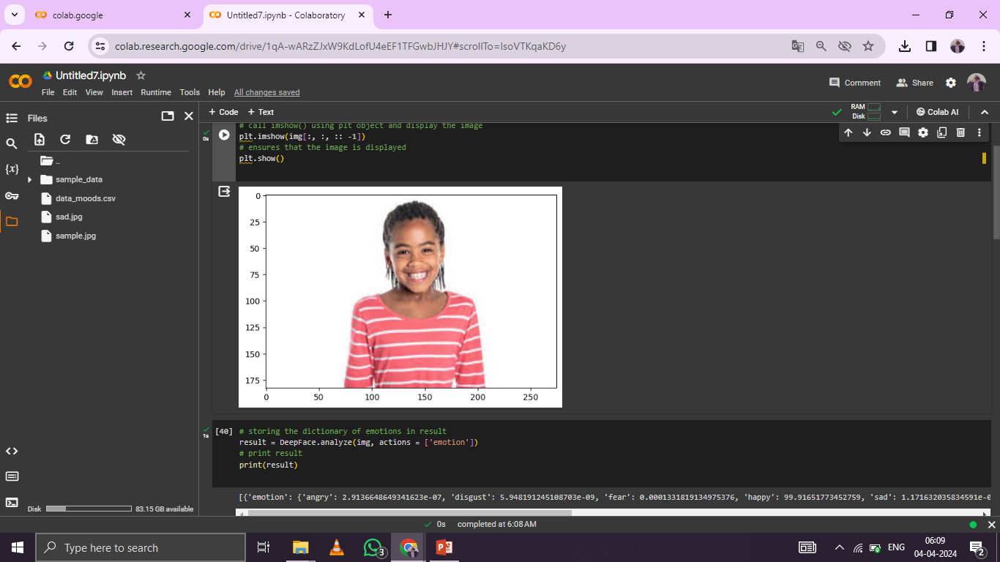 colab.google
Untitled7.ipynb - Colaboratory
colab.research.google.com/drive/1qA-wARzZJxW9KdLofU4eEF1TFGwbJHJY#scrollTo=IsoVTKqaKD6y
CO
Untitled7.ipynb
Comment
Share
File Edit View Insert Runtime Tools Help All changes saved
Files
+ Code + Text
RAM
Disk
Colab AI
{x}
..
sample_data
data_moods.csv
sad.jpg
sample.jpg
0s
# call imshow() using plt object and display the image
plt.imshow(img[:, :, :: -1])
# ensures that the image is displayed
plt.show()
0
25
50
75
100
125
150
175
0 50 100 150 200 250
1s
[40] # storing the dictionary of emotions in result
result = DeepFace.analyze(img, actions = ['emotion'])
# print result
print(result)
[{'emotion': {'angry': 2.9136648649341623e-07, 'disgust': 5.948191245108703e-09, 'fear': 0.0001331819134975376, 'happy': 99.91651773452759, 'sad': 1.171632035834591e-0
Disk 83.15 GB available
0s completed at 6:08 AM
Type here to search
3
P
ENG
06:09
04-04-2024
2